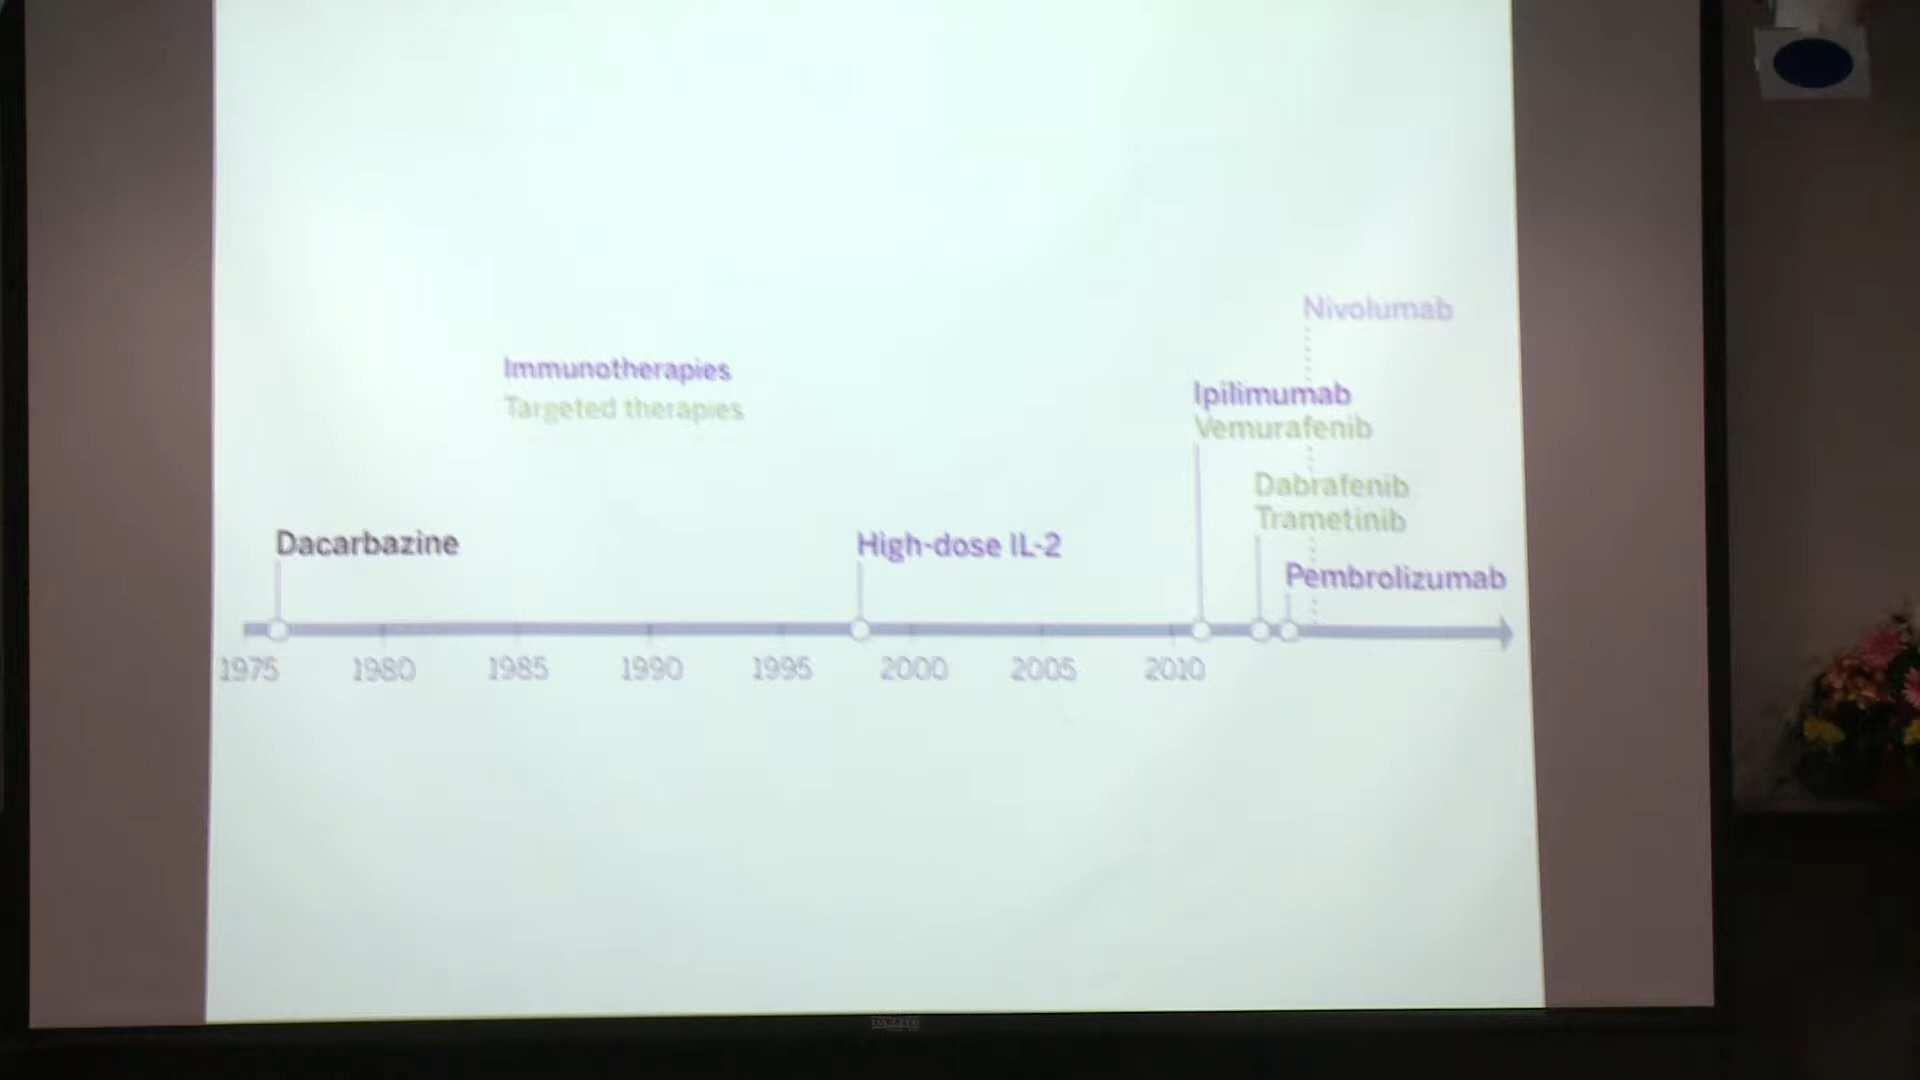 Nivolumab
Immunotherapies
Targeted therapies
Ipilimumab
Vemurafenib
Dabrafenib
Trametinib
Dacarbazine
High-dose IL-2
Pembrolizumab
1975 1980 1985 1990 1995 2000 2005 2010